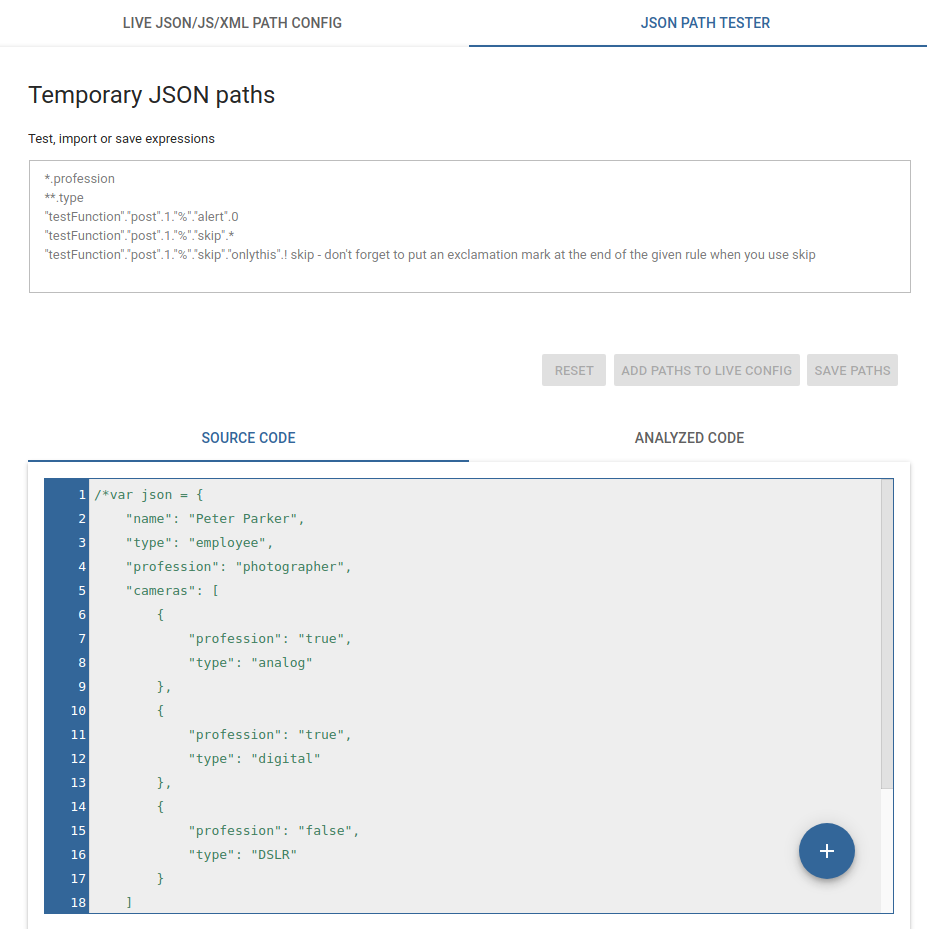 LIVE JSON/JS/XML PATH CONFIG
JSON PATH TESTER
Temporary JSON paths
Test, import or save expressions
*.profession
**.type
"testFunction"."post".1."%"."alert".0
"testFunction"."post".1."%"."skip".*
"testFunction"."post".1."%"."skip"."onlythis".! skip - don't forget to put an exclamation mark at the end of the given rule when you use skip
RESET
ADD PATHS TO LIVE CONFIG
SAVE PATHS
SOURCE CODE
ANALYZED CODE
1 /*var json = {
2     "name": "Peter Parker",
3     "type": "employee",
4     "profession": "photographer",
5     "cameras": [
6         {
7             "profession": "true",
8             "type": "analog"
9         },
10         {
11             "profession": "true",
12             "type": "digital"
13         },
14         {
15             "profession": "false",
16             "type": "DSLR"
17         }
18     ]
+